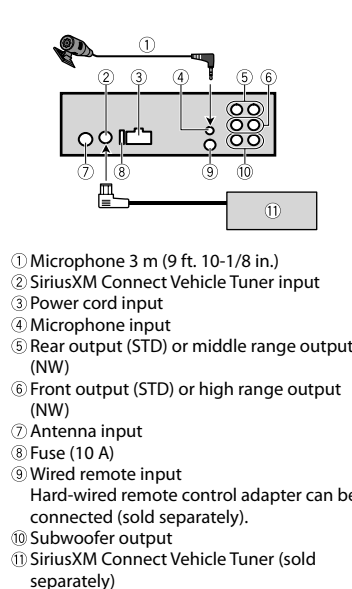 ①
② ③ ④ ⑤ ⑥
⑦ ⑧ ⑨ ⑩
⑪
① Microphone 3 m (9 ft. 10-1/8 in.)
② SiriusXM Connect Vehicle Tuner input
③ Power cord input
④ Microphone input
⑤ Rear output (STD) or middle range output
(NW)
⑥ Front output (STD) or high range output
(NW)
⑦ Antenna input
⑧ Fuse (10 A)
⑨ Wired remote input
Hard-wired remote control adapter can be
connected (sold separately).
⑩ Subwoofer output
⑪ SiriusXM Connect Vehicle Tuner (sold
separately)